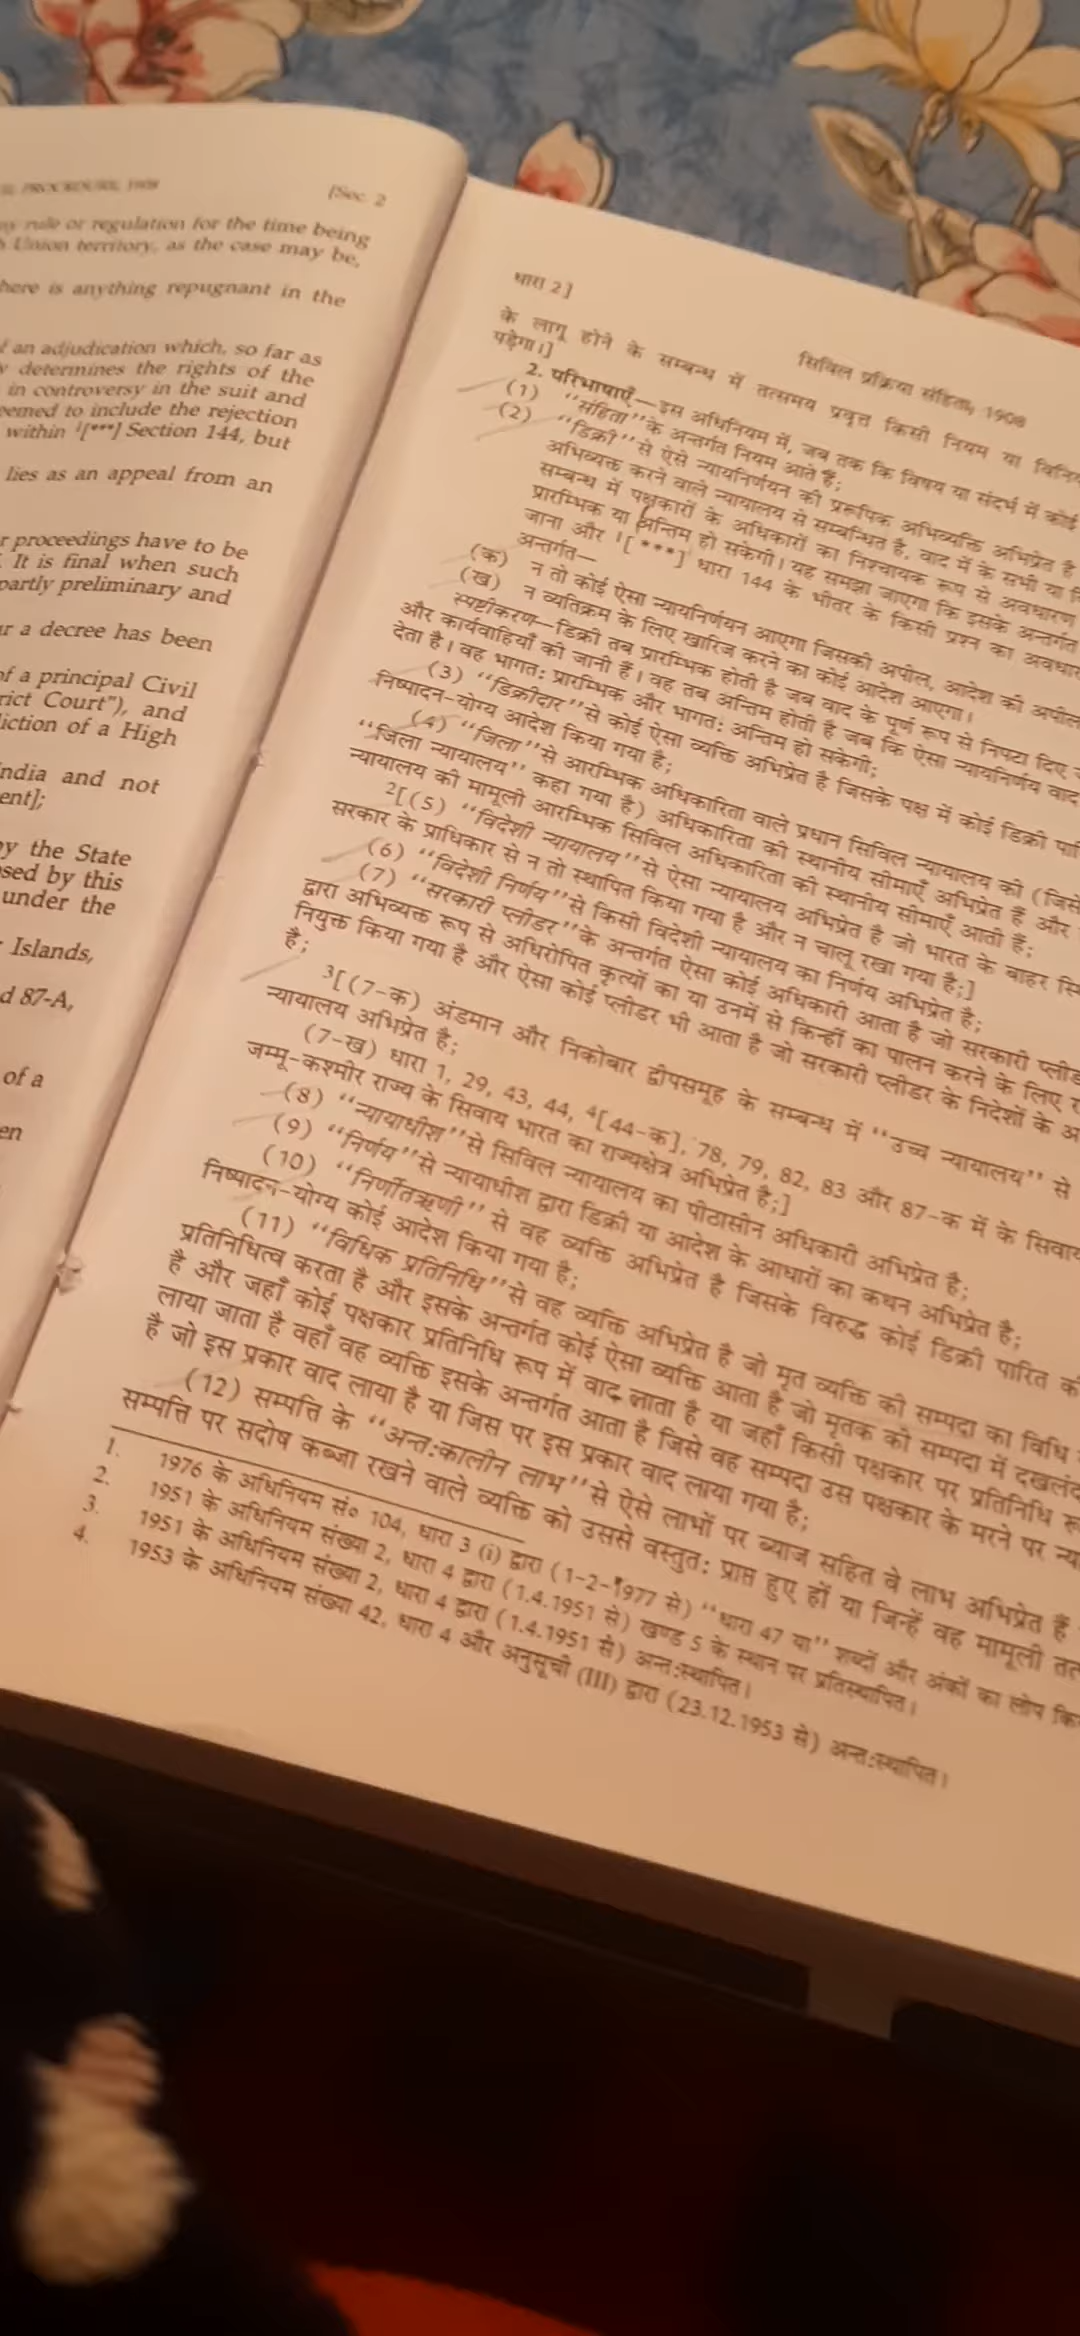 [Sec. 2
rule or regulation for the time being
Union territory, as the case may be,
here is anything repugnant in the
an adjudication which, so far as
determines the rights of the
in controversy in the suit and
eemed to include the rejection
within ¹[***] Section 144, but
lies as an appeal from an
r proceedings have to be
. It is final when such
partly preliminary and
ur a decree has been
of a principal Civil
rict Court"), and
liction of a High
India and not
ent];
by the State
sed by this
under the
Islands,
d 87-A,
of a
en
धारा 2]
सिविल प्रक्रिया संहिता, 1908
के लागू होने के सम्बन्ध में तत्समय प्रवृत्त किसी नियम या
पड़ेगा।]
2. परिभाषाएँ—इस अधिनियम में, जब तक कि विषय या संदर्भ में कोई
(1) "संहिता" के अन्तर्गत नियम आते हैं;
(2) "डिक्री" से ऐसे न्यायनिर्णयन की प्ररूपिक अभिव्यक्ति अभिप्रेत है
अभिव्यक्त करने वाले न्यायालय से सम्बन्धित है, वाद में के सभी या
सम्बन्ध में पक्षकारों के अधिकारों का निश्चायक रूप से अवधारण
प्रारम्भिक या अन्तिम हो सकेगी। यह समझा जाएगा कि इसके अन्तर्गत
जाना और ¹[***] धारा 144 के भीतर के किसी प्रश्न का
अन्तर्गत—
(क) न तो कोई ऐसा न्यायनिर्णयन आएगा जिसकी अपील, आदेश की
(ख) न व्यतिक्रम के लिए खारिज करने का कोई आदेश आएगा।
स्पष्टीकरण—डिक्री तब प्रारम्भिक होती है जब वाद के पूर्ण रूप से निपटा दिए
और कार्यवाहियाँ की जानी हैं। वह तब अन्तिम होती है जब कि ऐसा न्यायनिर्णय वाद
देता है। वह भागतः प्रारम्भिक और भागतः अन्तिम हो सकेगी;
(3) "डिक्रीदार" से कोई ऐसा व्यक्ति अभिप्रेत है जिसके पक्ष में कोई डिक्री
निष्पादन-योग्य आदेश किया गया है;
(4) "जिला" से आरम्भिक अधिकारिता वाले प्रधान सिविल न्यायालय की
"जिला न्यायालय" कहा गया है) अधिकारिता की स्थानीय सीमाएँ अभिप्रेत हैं और
न्यायालय की मामूली आरम्भिक सिविल अधिकारिता की स्थानीय सीमाएँ आती हैं;
²[(5) "विदेशी न्यायालय" से ऐसा न्यायालय अभिप्रेत है जो भारत के बाहर
सरकार के प्राधिकार से न तो स्थापित किया गया है और न चालू रखा गया है;]
(6) "विदेशी निर्णय" से किसी विदेशी न्यायालय का निर्णय अभिप्रेत है;
(7) "सरकारी प्लीडर" के अन्तर्गत ऐसा कोई अधिकारी आता है जो सरकारी
द्वारा अभिव्यक्त रूप से अधिरोपित कृत्यों का या उनमें से किन्हीं का पालन करने के लिए
नियुक्त किया गया है और ऐसा कोई प्लीडर भी आता है जो सरकारी प्लीडर के निदेशों के
है;
³[(7-क) अंडमान और निकोबार द्वीपसमूह के सम्बन्ध में "उच्च न्यायालय" से
न्यायालय अभिप्रेत है;
(7-ख) धारा 1, 29, 43, 44, ⁴[44-क], 78, 79, 82, 83 और 87-क में के सिवाय
जम्मू-कश्मीर राज्य के सिवाय भारत का राज्यक्षेत्र अभिप्रेत है;]
(8) "न्यायाधीश" से सिविल न्यायालय का पीठासीन अधिकारी अभिप्रेत है;
(9) "निर्णय" से न्यायाधीश द्वारा डिक्री या आदेश के आधारों का कथन अभिप्रेत है;
(10) "निर्णीतऋणी" से वह व्यक्ति अभिप्रेत है जिसके विरुद्ध कोई डिक्री पारित
निष्पादन-योग्य कोई आदेश किया गया है;
(11) "विधिक प्रतिनिधि" से वह व्यक्ति अभिप्रेत है जो मृत व्यक्ति की सम्पदा का विधि
प्रतिनिधित्व करता है और इसके अन्तर्गत कोई ऐसा व्यक्ति आता है जो मृतक की सम्पदा में
है और जहाँ कोई पक्षकार प्रतिनिधि रूप में वाद लाता है या जहाँ किसी पक्षकार पर प्रतिनिधि
लाया जाता है वहाँ वह व्यक्ति इसके अन्तर्गत आता है जिसे वह सम्पदा उस पक्षकार के मरने पर
है जो इस प्रकार वाद लाया है या जिस पर इस प्रकार वाद लाया गया है;
(12) सम्पत्ति के "अन्तःकालीन लाभ" से ऐसे लाभों पर ब्याज सहित वे लाभ अभिप्रेत हैं
सम्पत्ति पर सदोष कब्जा रखने वाले व्यक्ति को उससे वस्तुतः प्राप्त हुए हों या जिन्हें वह मामूली
1. 1976 के अधिनियम सं० 104, धारा 3 (i) द्वारा (1-2-1977 से) "धारा 47 या" शब्दों और अंकों का लोप
2. 1951 के अधिनियम संख्या 2, धारा 4 द्वारा (1.4.1951 से) खण्ड 5 के स्थान पर प्रतिस्थापित।
3. 1951 के अधिनियम संख्या 2, धारा 4 द्वारा (1.4.1951 से) अन्तःस्थापित।
4. 1953 के अधिनियम संख्या 42, धारा 4 और अनुसूची (III) द्वारा (23.12.1953 से) अन्तःस्थापित।